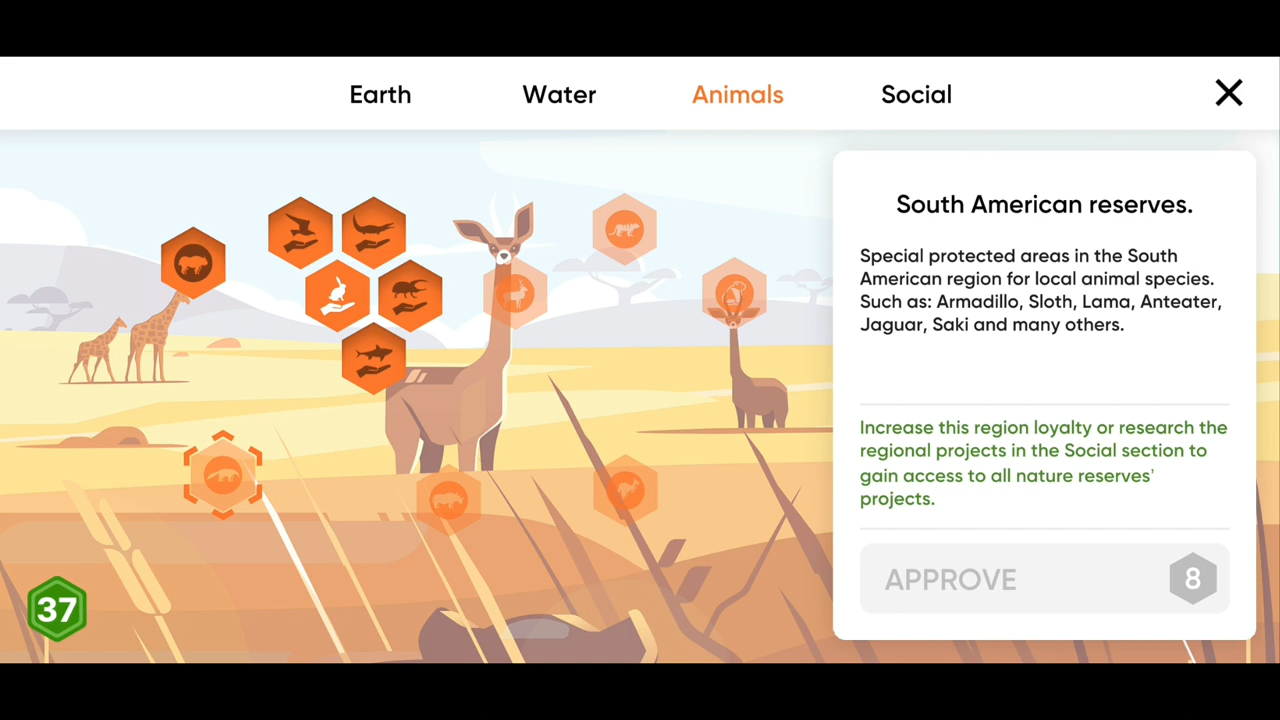 Earth Water Animals Social
South American reserves.
Special protected areas in the South
American region for local animal species.
Such as: Armadillo, Sloth, Lama, Anteater,
Jaguar, Saki and many others.
Increase this region loyalty or research the
regional projects in the Social section to
gain access to all nature reserves'
projects.
APPROVE 8
37